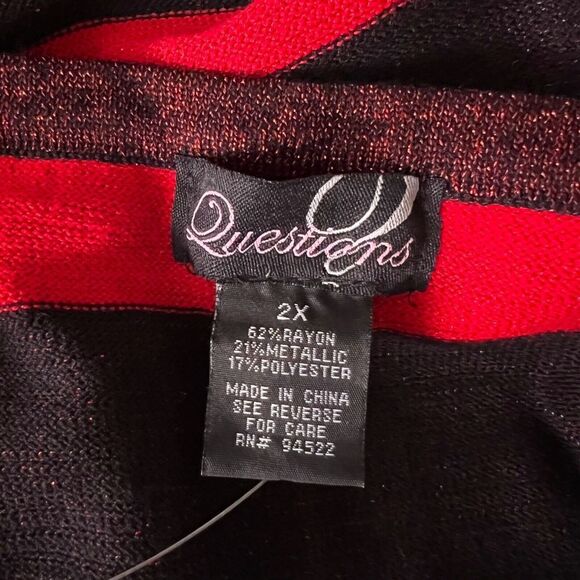 Questions
2X
62%RAYON
21%METALLIC
17%POLYESTER
MADE IN CHINA
SEE REVERSE
FOR CARE
RN# 94522